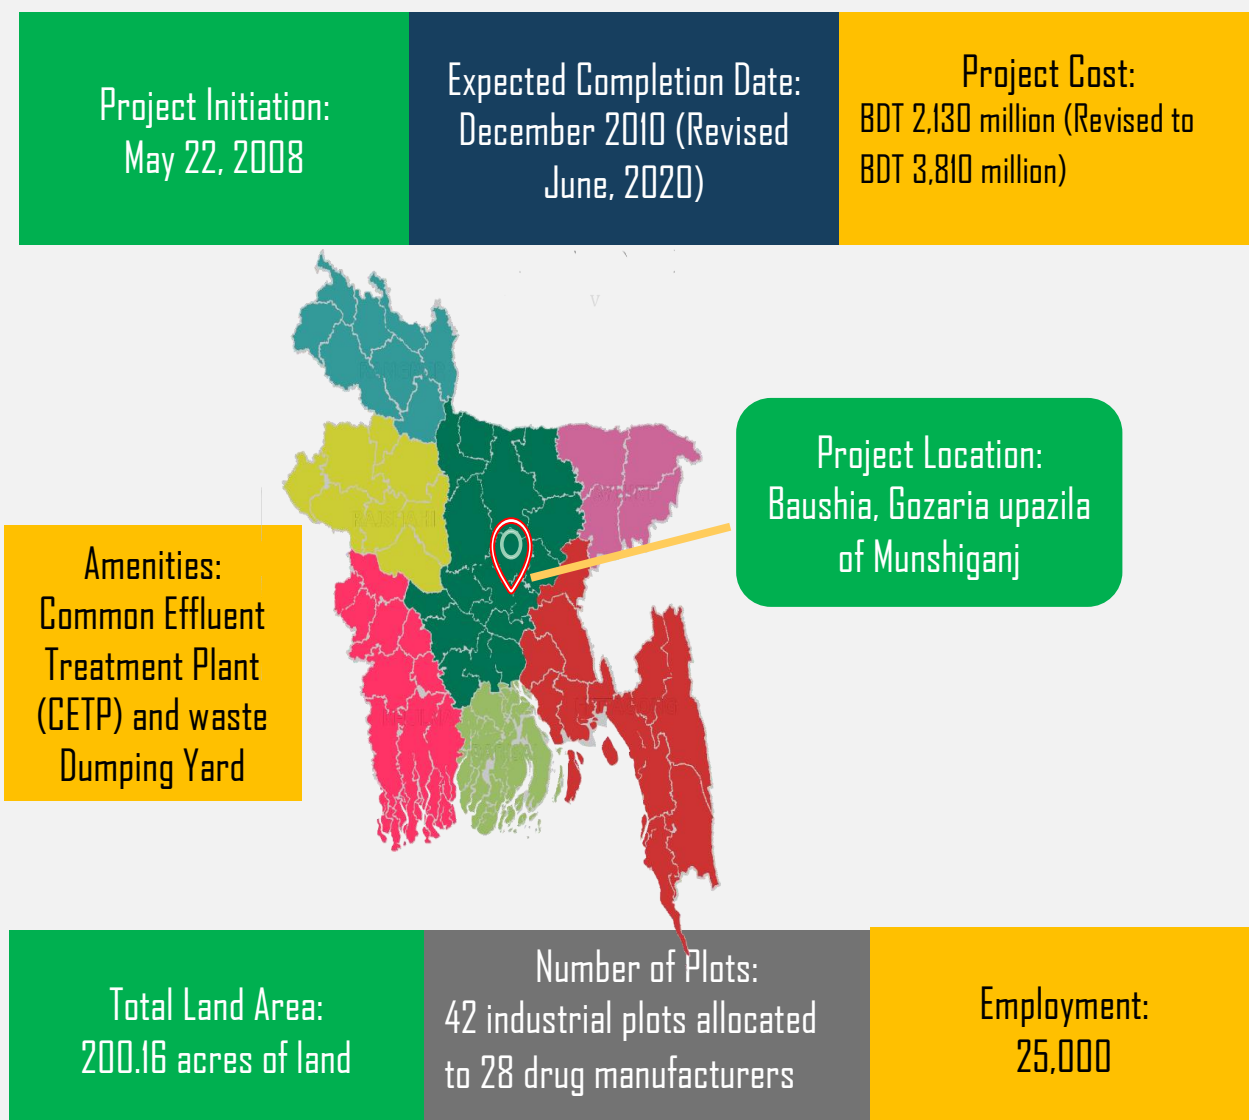 Project Initiation:
May 22, 2008
Expected Completion Date:
December 2010 (Revised
June, 2020)
Project Cost:
BDT 2,130 million (Revised to
BDT 3,810 million)
V
Project Location:
Baushia, Gozaria upazila
of Munshiganj
Amenities:
Common Effluent
Treatment Plant
(CETP) and waste
Dumping Yard
Total Land Area:
200.16 acres of land
Number of Plots:
42 industrial plots allocated
to 28 drug manufacturers
Employment:
25,000